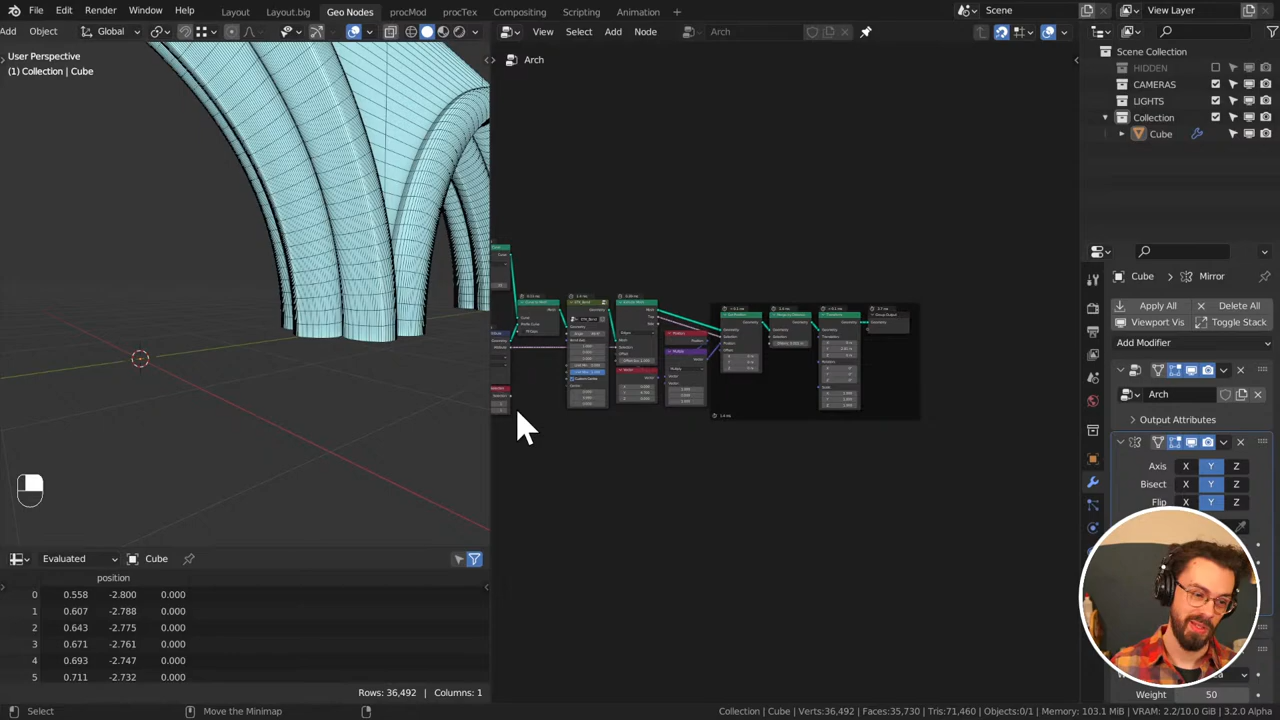 File Edit Render Window Help Layout Layout.big Geo Nodes procMod procTex Compositing Scripting Animation Scene View Layer
Add Object Global View Select Add Node Arch
User Perspective
(1) Collection | Cube
Arch
Scene Collection
HIDDEN
CAMERAS
LIGHTS
Collection
Cube
Cube Mirror
Apply All Delete All
Viewport Vis Toggle Stack
Add Modifier
Arch
Output Attributes
Axis X Y Z
Bisect X Y Z
Flip X Y Z
Weight 50
Evaluated Cube
position
0 0.558 -2.800 0.000
1 0.607 -2.788 0.000
2 0.643 -2.775 0.000
3 0.671 -2.761 0.000
4 0.693 -2.747 0.000
5 0.711 -2.732 0.000
Rows: 36,492 | Columns: 1
Select Move the Minimap Collection | Cube | Verts:36,492 | Faces:35,730 | Tris:71,460 | Objects:0/1 | Memory: 103.1 MiB | VRAM: 2.2/10.0 GiB | 3.2.0 Alpha